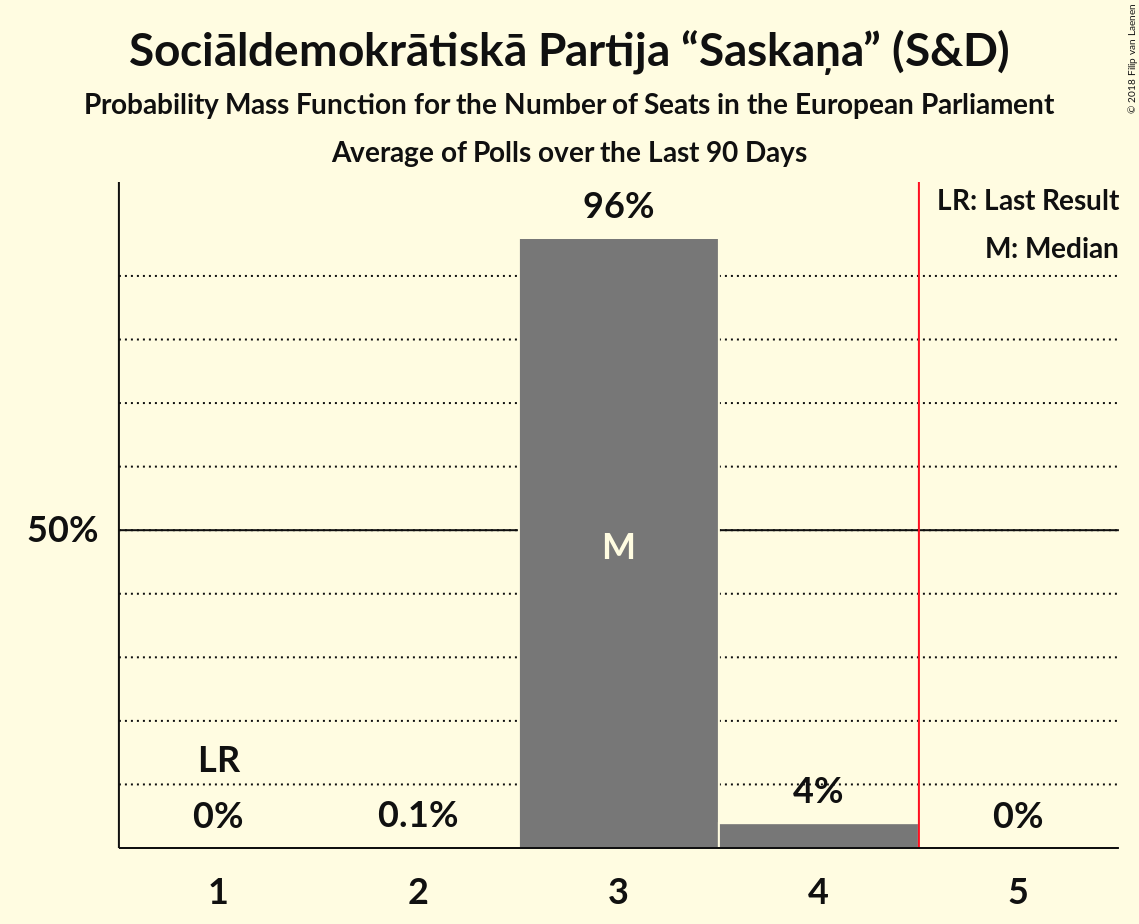 Sociāldemokrātiskā Partija “Saskaņa” (S&D)
Probability Mass Function for the Number of Seats in the European Parliament
Average of Polls over the Last 90 Days
© 2018 Filip van Laenen
LR: Last Result
M: Median
96%
50%
M
LR
0%
0.1%
4%
0%
1 2 3 4 5